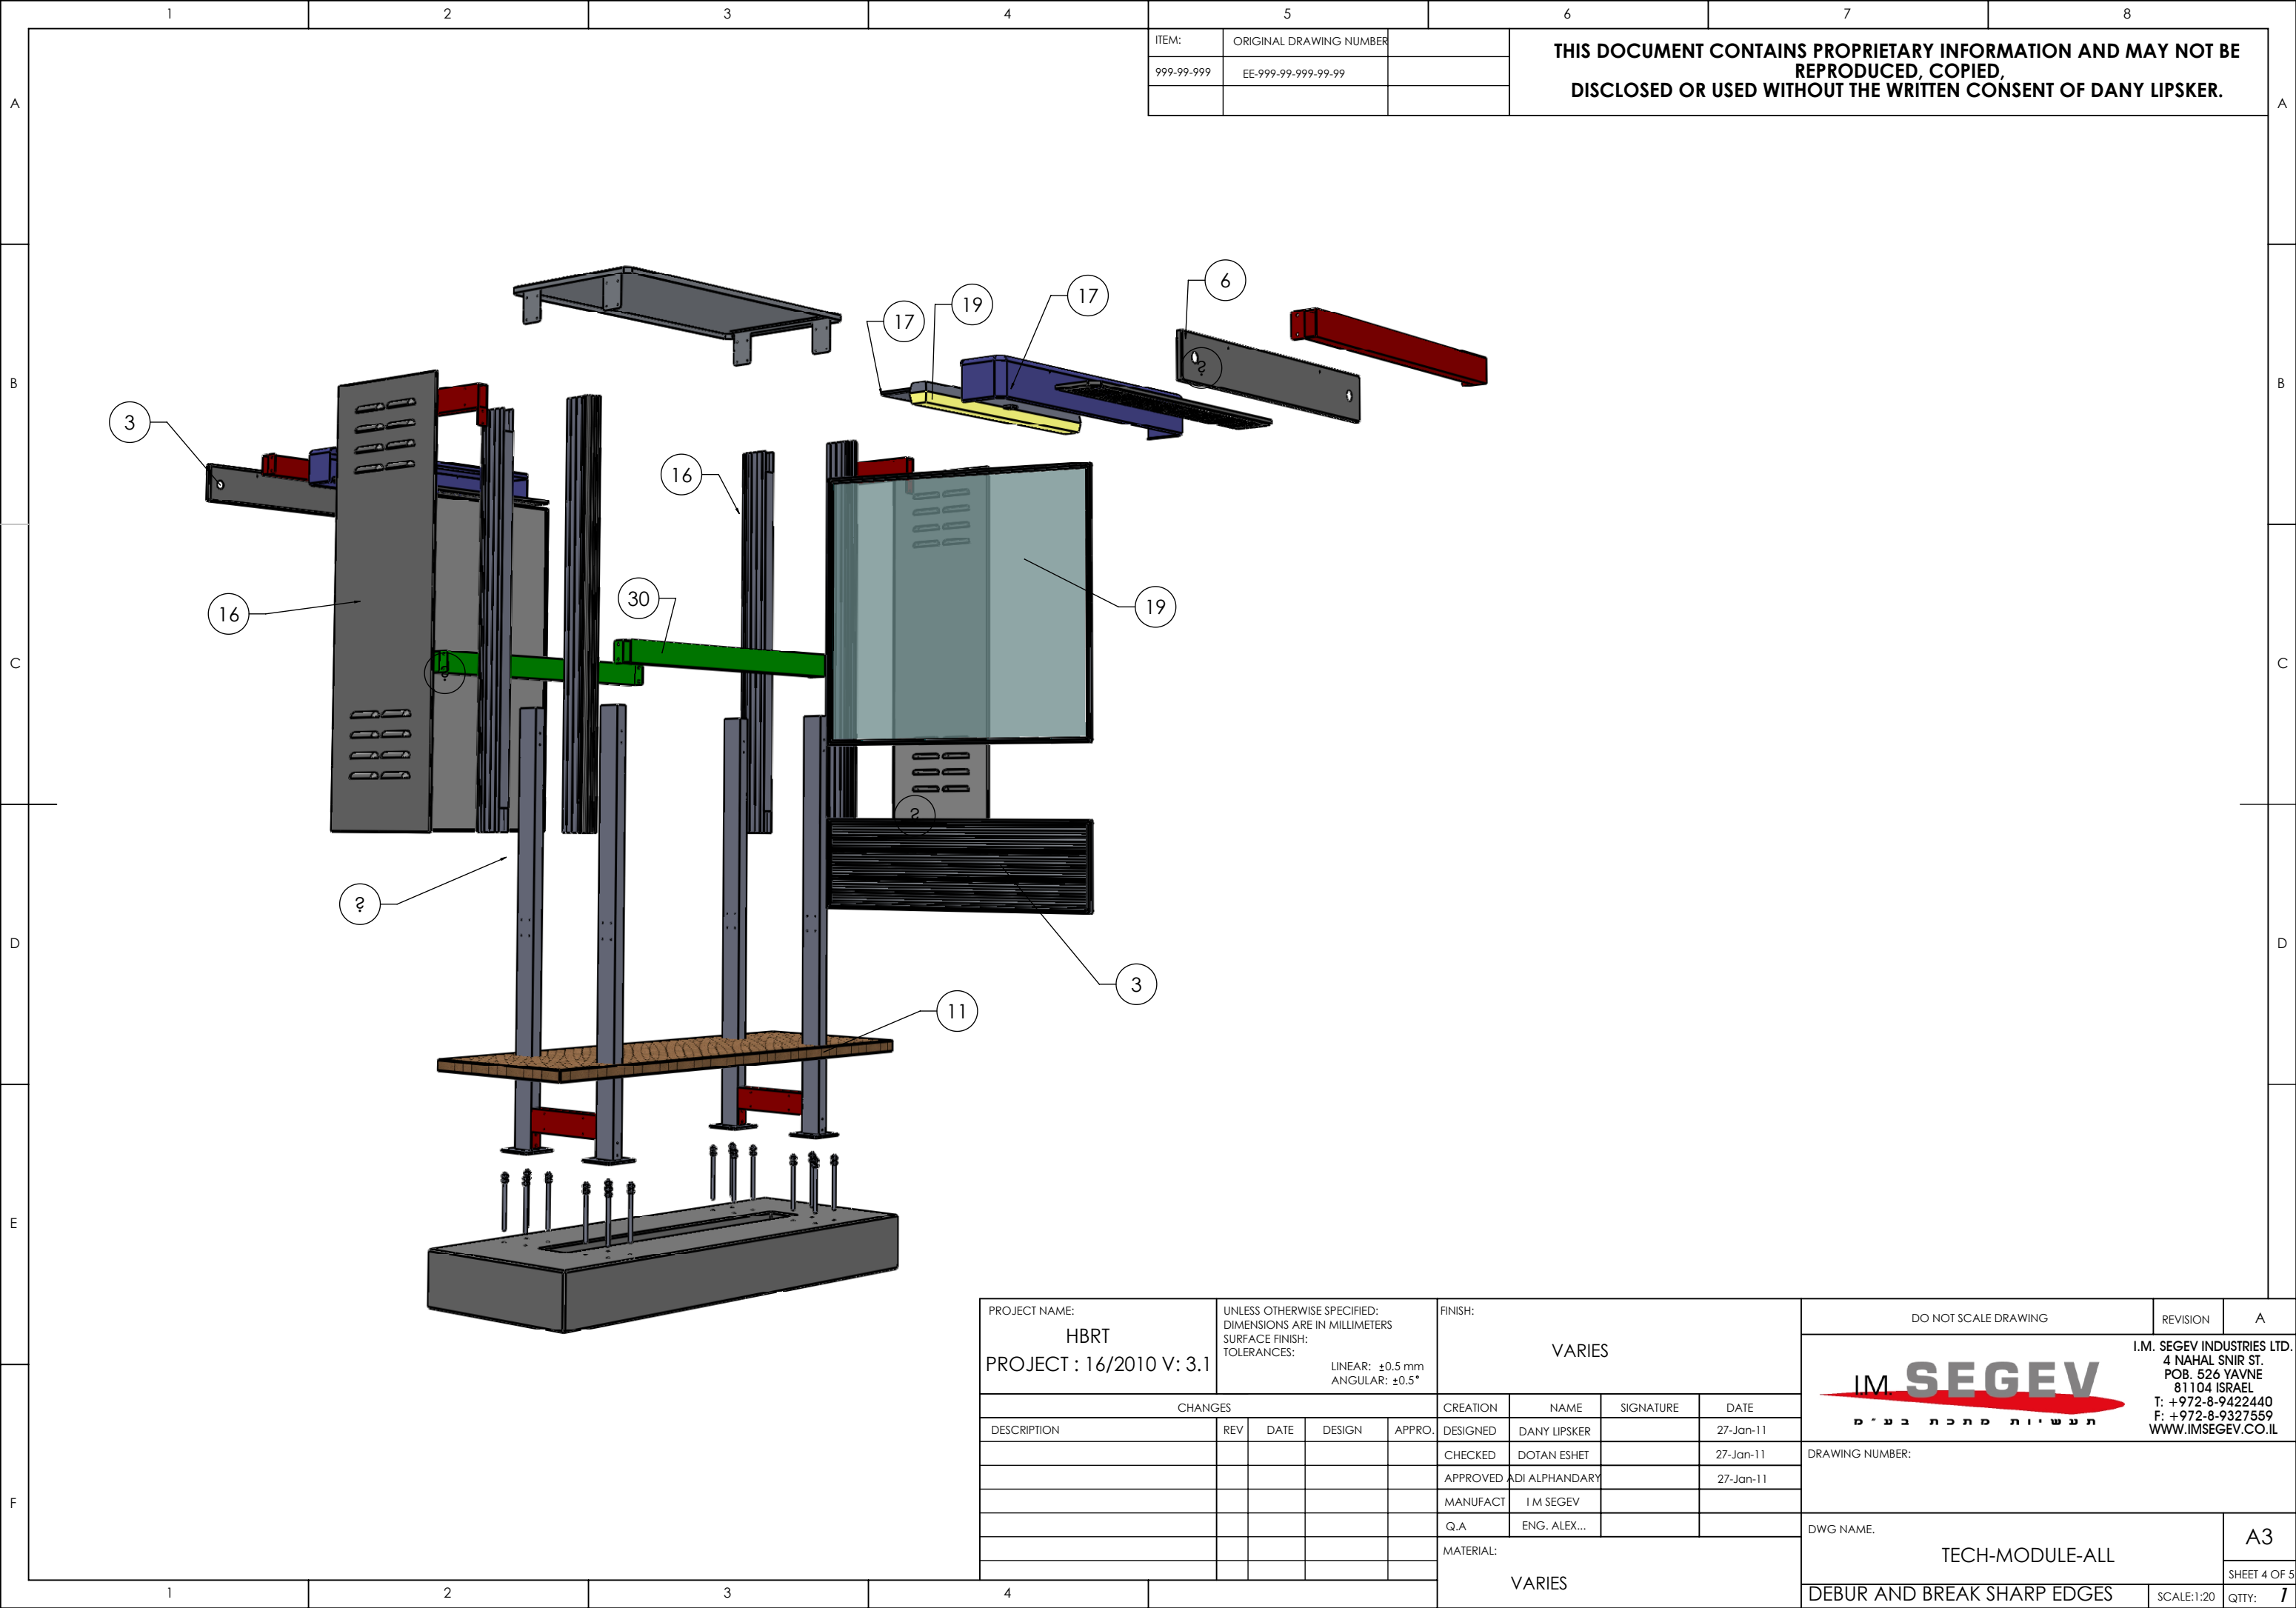 1 2 3 4 5 6 7 8
ITEM: ORIGINAL DRAWING NUMBER
999-99-999 EE-999-99-999-99-99
THIS DOCUMENT CONTAINS PROPRIETARY INFORMATION AND MAY NOT BE
REPRODUCED, COPIED,
DISCLOSED OR USED WITHOUT THE WRITTEN CONSENT OF DANY LIPSKER.
A A
6
17
19
17
?
B B
3
16
30
16
19
C C
?
?
?
D D
3
11
E E
F
PROJECT NAME:
HBRT
PROJECT : 16/2010 V: 3.1
UNLESS OTHERWISE SPECIFIED:
DIMENSIONS ARE IN MILLIMETERS
SURFACE FINISH:
TOLERANCES:
LINEAR: ±0.5 mm
ANGULAR: ±0.5°
FINISH:
VARIES
DO NOT SCALE DRAWING
REVISION A
I.M. SEGEV
תעשיות מתכת בע״מ
I.M. SEGEV INDUSTRIES LTD.
4 NAHAL SNIR ST.
POB. 526 YAVNE
81104 ISRAEL
T: +972-8-9422440
F: +972-8-9327559
WWW.IMSEGEV.CO.IL
CHANGES
DESCRIPTION REV DATE DESIGN APPRO.
CREATION NAME SIGNATURE DATE
DESIGNED DANY LIPSKER 27-Jan-11
CHECKED DOTAN ESHET 27-Jan-11
APPROVED ADI ALPHANDARY 27-Jan-11
MANUFACT I M SEGEV
Q.A ENG. ALEX...
MATERIAL:
VARIES
DRAWING NUMBER:
DWG NAME.
TECH-MODULE-ALL
A3
SHEET 4 OF 5
DEBUR AND BREAK SHARP EDGES
SCALE:1:20
QTTY: 1
1 2 3 4